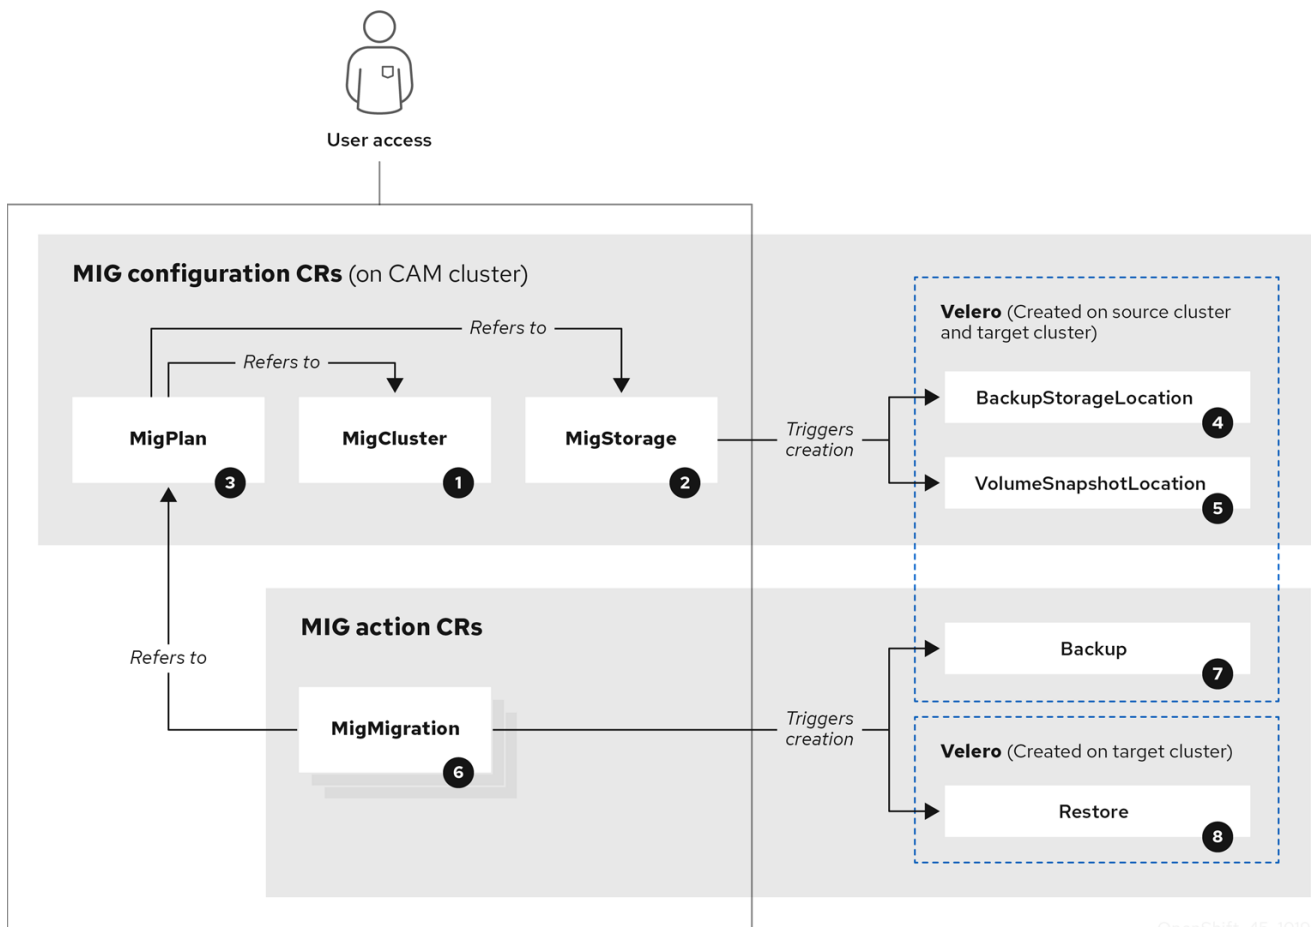 User access
MIG configuration CRs (on CAM cluster)
Refers to
Refers to
MigPlan
3
MigCluster
1
MigStorage
2
Triggers
creation
Velero (Created on source cluster
and target cluster)
BackupStorageLocation
4
VolumeSnapshotLocation
5
Refers to
MIG action CRs
MigMigration
6
Triggers
creation
Backup
7
Velero (Created on target cluster)
Restore
8